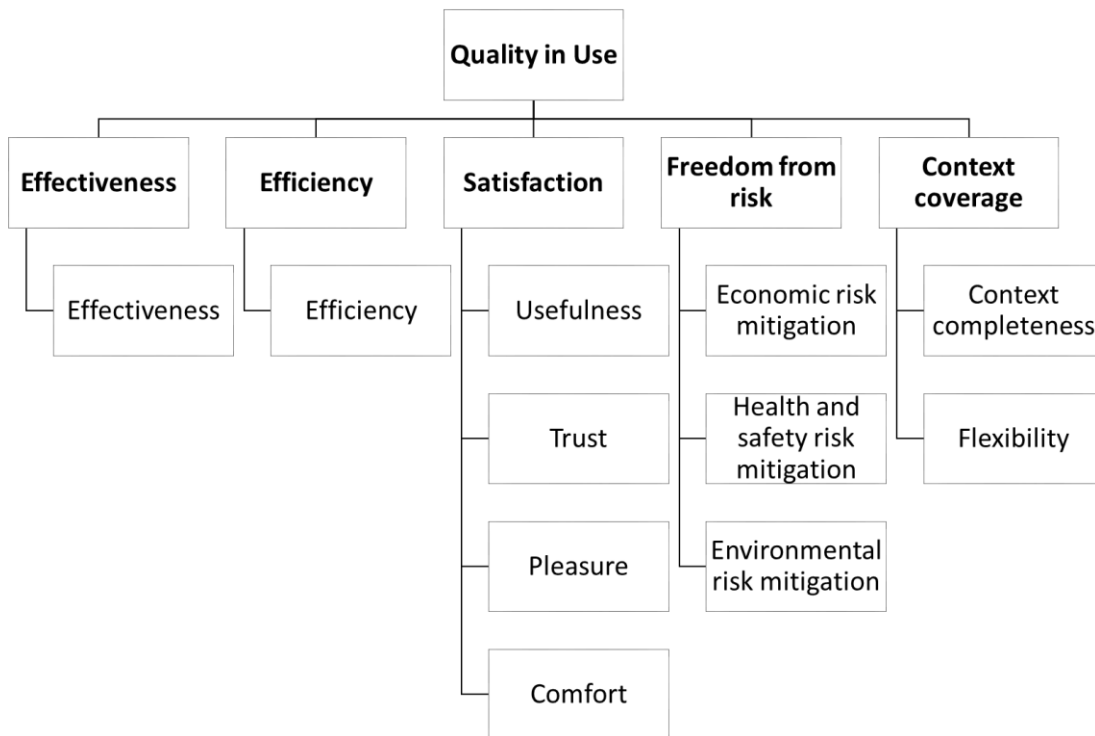 Quality in Use
Effectiveness
Efficiency
Satisfaction
Freedom from
risk
Context
coverage
Effectiveness
Efficiency
Usefulness
Economic risk
mitigation
Context
completeness
Trust
Health and
safety risk
mitigation
Flexibility
Pleasure
Environmental
risk mitigation
Comfort